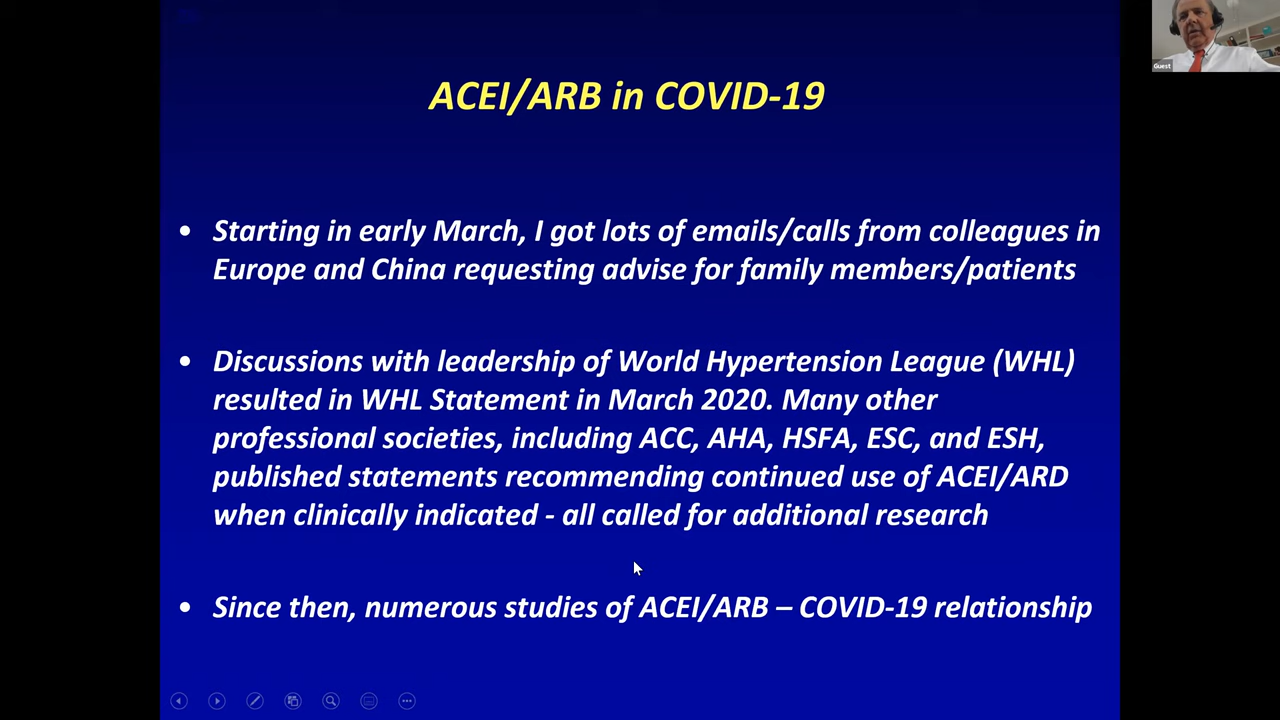 Guest
ACEI/ARB in COVID-19
• Starting in early March, I got lots of emails/calls from colleagues in
Europe and China requesting advise for family members/patients
• Discussions with leadership of World Hypertension League (WHL)
resulted in WHL Statement in March 2020. Many other
professional societies, including ACC, AHA, HSFA, ESC, and ESH,
published statements recommending continued use of ACEI/ARD
when clinically indicated - all called for additional research
• Since then, numerous studies of ACEI/ARB – COVID-19 relationship